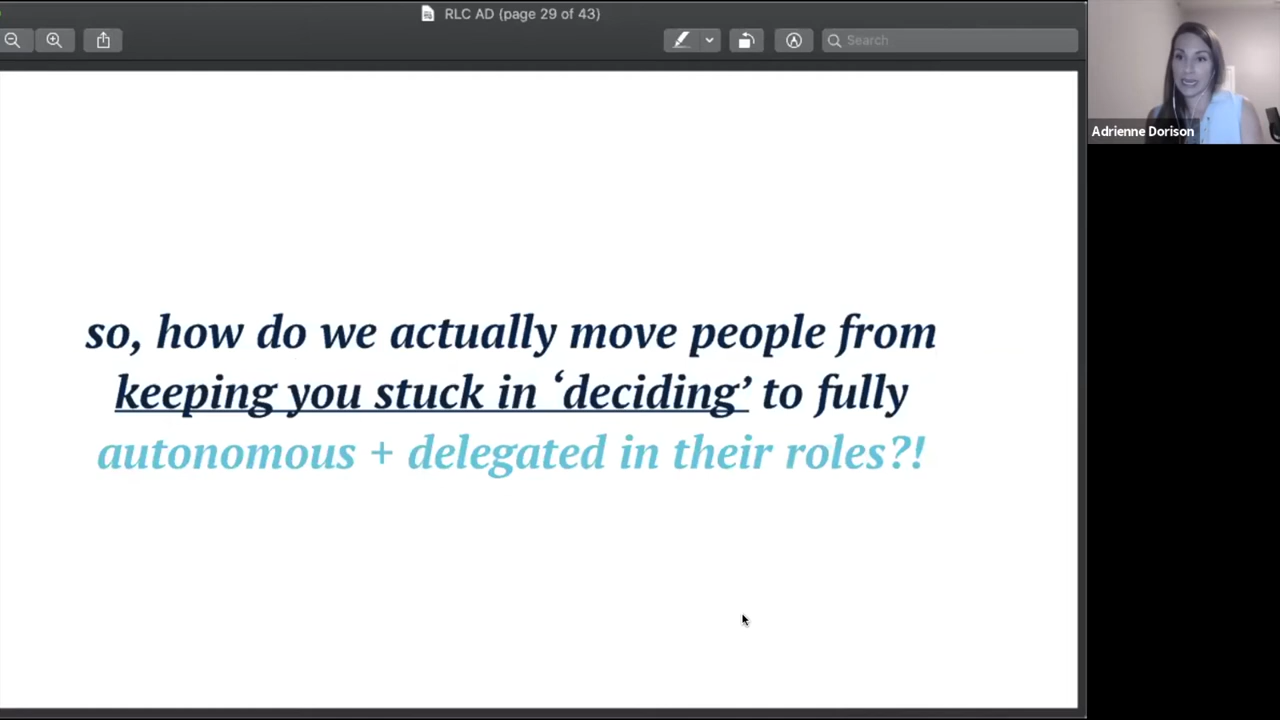 RLC AD (page 29 of 43)
Search
Adrienne Dorison
so, how do we actually move people from
keeping you stuck in ‘deciding’ to fully
autonomous + delegated in their roles?!